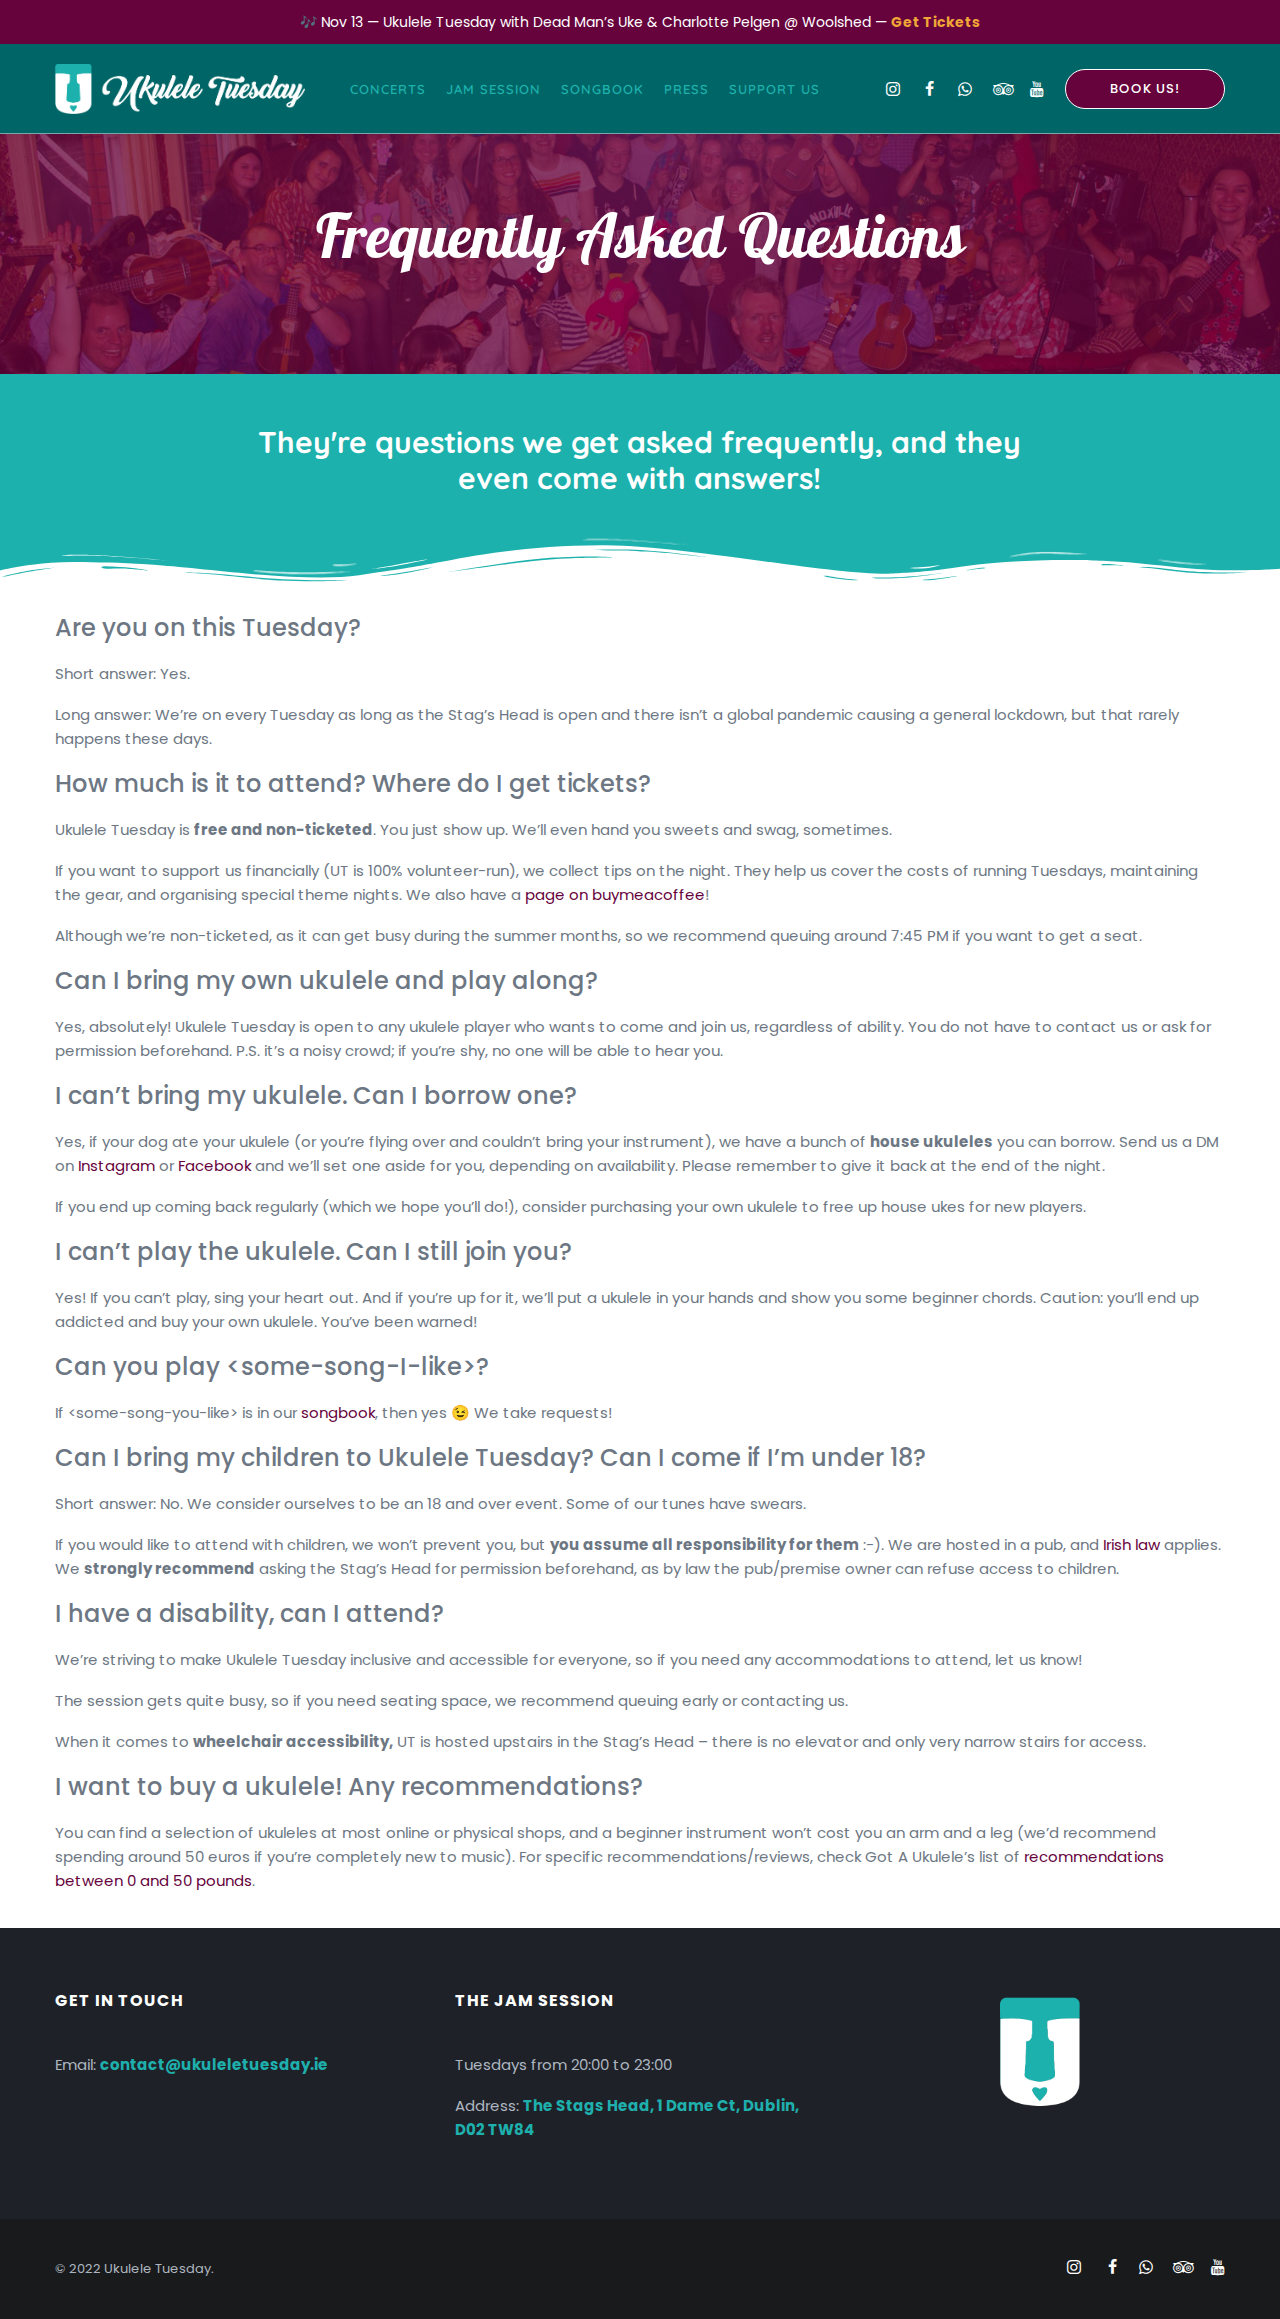 🎶 Nov 13 — Ukulele Tuesday with Dead Man’s Uke & Charlotte Pelgen @ Woolshed — Get Tickets
Ukulele Tuesday
CONCERTS JAM SESSION SONGBOOK PRESS SUPPORT US
BOOK US!
Frequently Asked Questions
They're questions we get asked frequently, and they
even come with answers!
Are you on this Tuesday?
Short answer: Yes.
Long answer: We’re on every Tuesday as long as the Stag’s Head is open and there isn’t a global pandemic causing a general lockdown, but that rarely
happens these days.
How much is it to attend? Where do I get tickets?
Ukulele Tuesday is free and non-ticketed. You just show up. We’ll even hand you sweets and swag, sometimes.
If you want to support us financially (UT is 100% volunteer-run), we collect tips on the night. They help us cover the costs of running Tuesdays, maintaining
the gear, and organising special theme nights. We also have a page on buymeacoffee!
Although we’re non-ticketed, as it can get busy during the summer months, so we recommend queuing around 7:45 PM if you want to get a seat.
Can I bring my own ukulele and play along?
Yes, absolutely! Ukulele Tuesday is open to any ukulele player who wants to come and join us, regardless of ability. You do not have to contact us or ask for
permission beforehand. P.S. it’s a noisy crowd; if you’re shy, no one will be able to hear you.
I can’t bring my ukulele. Can I borrow one?
Yes, if your dog ate your ukulele (or you’re flying over and couldn’t bring your instrument), we have a bunch of house ukuleles you can borrow. Send us a DM
on Instagram or Facebook and we’ll set one aside for you, depending on availability. Please remember to give it back at the end of the night.
If you end up coming back regularly (which we hope you’ll do!), consider purchasing your own ukulele to free up house ukes for new players.
I can’t play the ukulele. Can I still join you?
Yes! If you can’t play, sing your heart out. And if you’re up for it, we’ll put a ukulele in your hands and show you some beginner chords. Caution: you’ll end up
addicted and buy your own ukulele. You’ve been warned!
Can you play <some-song-I-like>?
If <some-song-you-like> is in our songbook, then yes 😉 We take requests!
Can I bring my children to Ukulele Tuesday? Can I come if I’m under 18?
Short answer: No. We consider ourselves to be an 18 and over event. Some of our tunes have swears.
If you would like to attend with children, we won’t prevent you, but you assume all responsibility for them :-). We are hosted in a pub, and Irish law applies.
We strongly recommend asking the Stag’s Head for permission beforehand, as by law the pub/premise owner can refuse access to children.
I have a disability, can I attend?
We’re striving to make Ukulele Tuesday inclusive and accessible for everyone, so if you need any accommodations to attend, let us know!
The session gets quite busy, so if you need seating space, we recommend queuing early or contacting us.
When it comes to wheelchair accessibility, UT is hosted upstairs in the Stag’s Head – there is no elevator and only very narrow stairs for access.
I want to buy a ukulele! Any recommendations?
You can find a selection of ukuleles at most online or physical shops, and a beginner instrument won’t cost you an arm and a leg (we’d recommend
spending around 50 euros if you’re completely new to music). For specific recommendations/reviews, check Got A Ukulele’s list of recommendations
between 0 and 50 pounds.
GET IN TOUCH
Email: contact@ukuleletuesday.ie
THE JAM SESSION
Tuesdays from 20:00 to 23:00
Address: The Stags Head, 1 Dame Ct, Dublin,
D02 TW84
© 2022 Ukulele Tuesday.